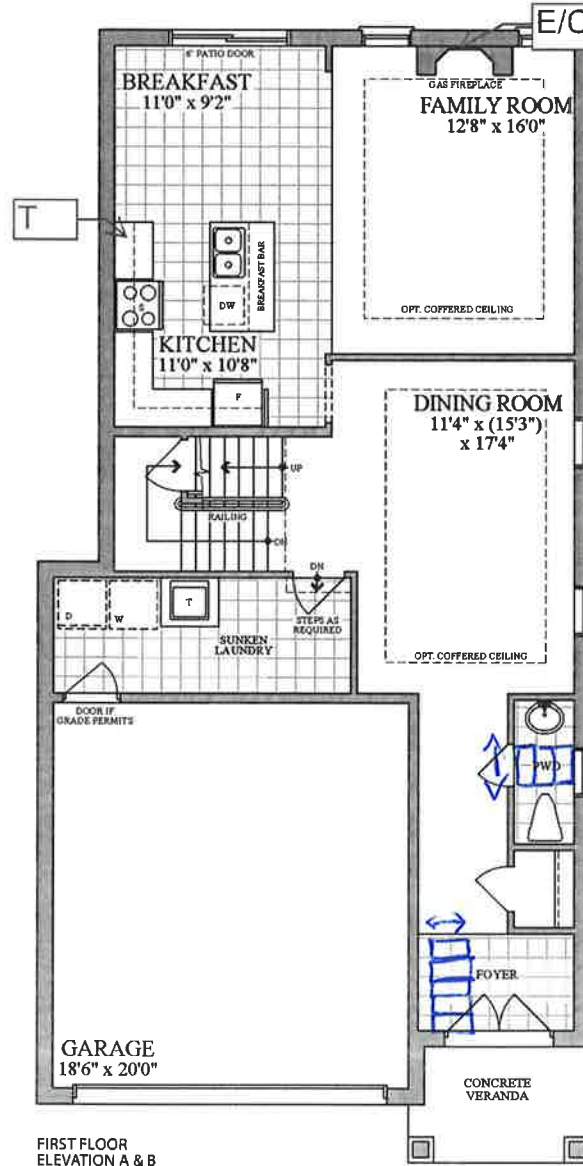 E/O
6' PATIO DOOR
BREAKFAST
11'0" x 9'2"
GAS FIREPLACE
FAMILY ROOM
12'8" x 16'0"
T
BREAKFAST BAR
DW
S
OPT. COFFERED CEILING
KITCHEN
11'0" x 10'8"
F
DINING ROOM
11'4" x (15'3")
x 17'4"
UP
RAILING
DN
DN
D
W
T
STEPS AS
REQUIRED
SUNKEN
LAUNDRY
OPT. COFFERED CEILING
DOOR IF
GRADE PERMITS
PWD
FOYER
GARAGE
18'6" x 20'0"
CONCRETE
VERANDA
FIRST FLOOR
ELEVATION A & B